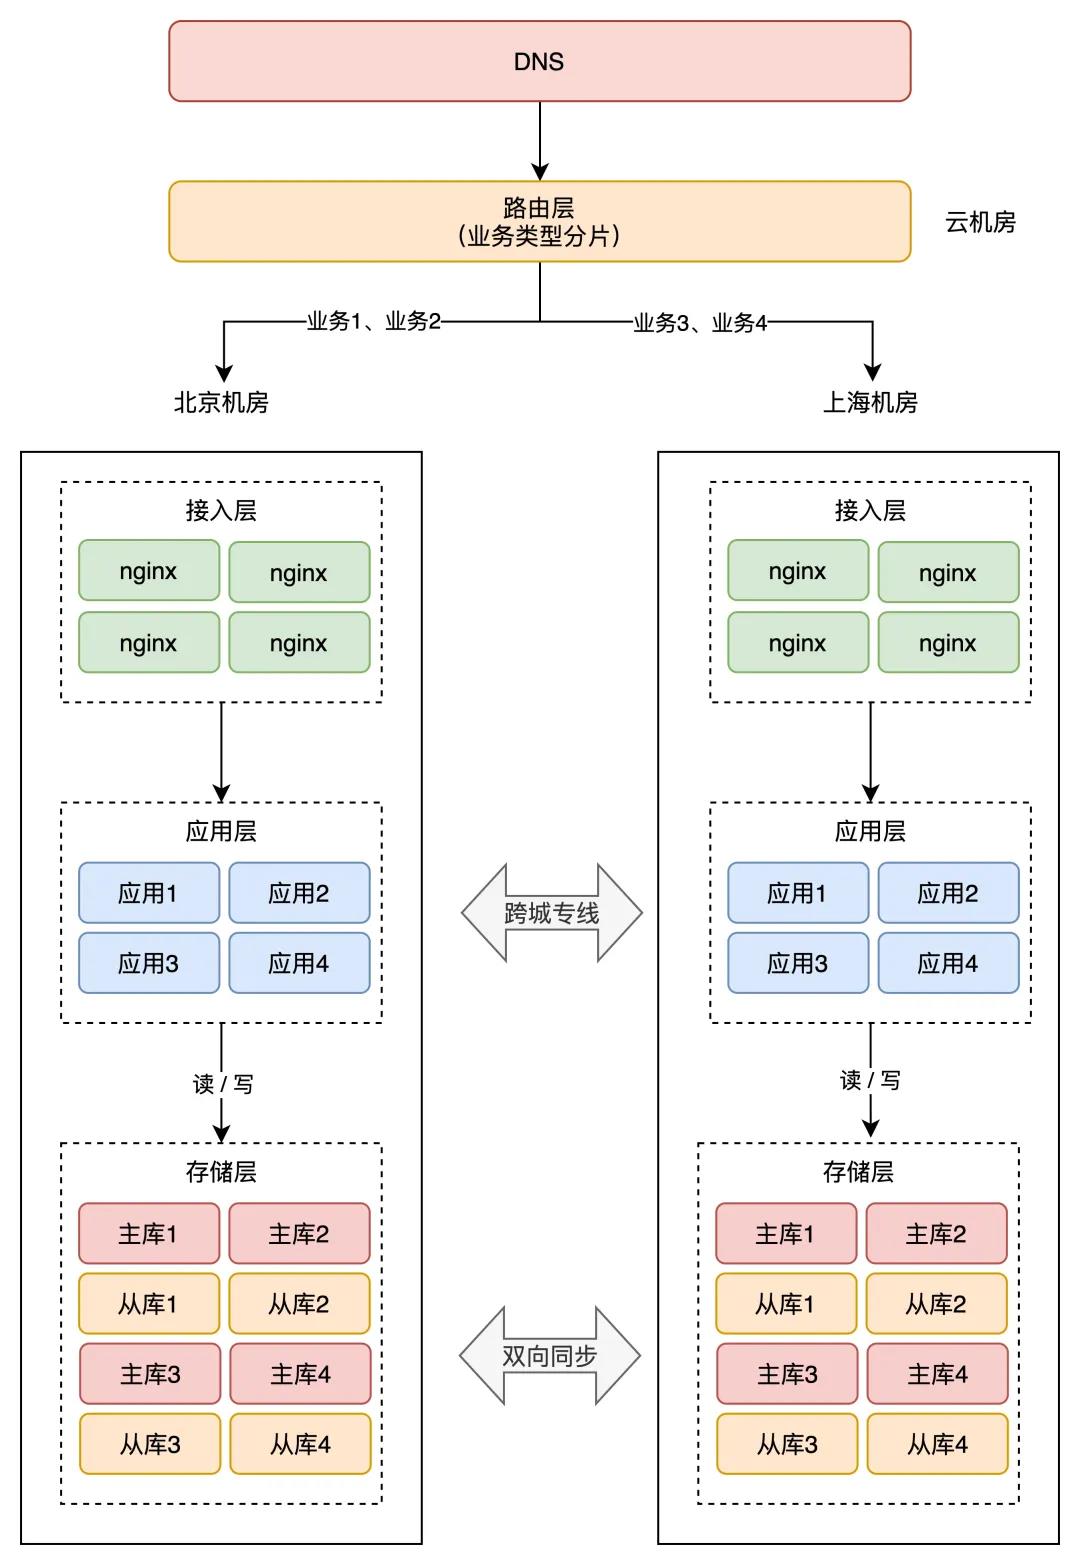 DNS
路由层
(业务类型分片)
云机房
业务1、业务2
业务3、业务4
北京机房
上海机房
接入层
nginx
nginx
nginx
nginx
应用层
应用1
应用2
应用3
应用4
读 / 写
存储层
主库1
主库2
从库1
从库2
主库3
主库4
从库3
从库4
跨城专线
双向同步
接入层
nginx
nginx
nginx
nginx
应用层
应用1
应用2
应用3
应用4
读 / 写
存储层
主库1
主库2
从库1
从库2
主库3
主库4
从库3
从库4